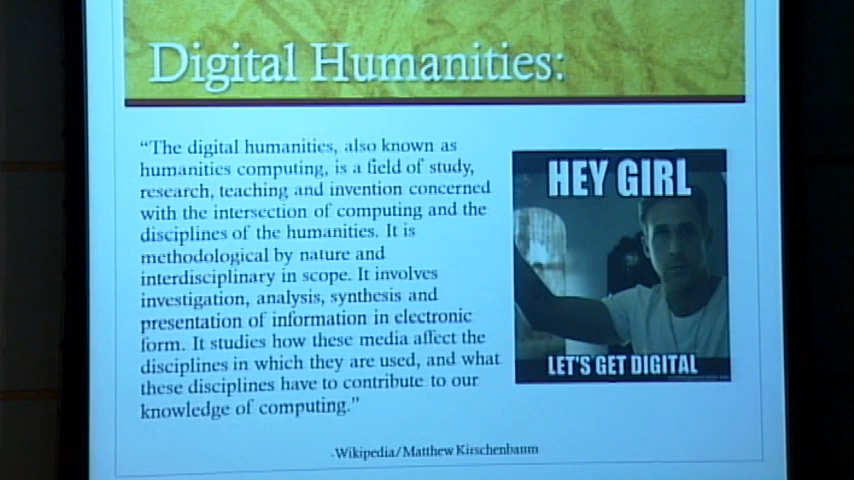 Digital Humanities:
“The digital humanities, also known as
humanities computing, is a field of study,
research, teaching and invention concerned
with the intersection of computing and the
disciplines of the humanities. It is
methodological by nature and
interdisciplinary in scope. It involves
investigation, analysis, synthesis and
presentation of information in electronic
form. It studies how these media affect the
disciplines in which they are used, and what
these disciplines have to contribute to our
knowledge of computing.”
HEY GIRL
LET'S GET DIGITAL
-Wikipedia/Matthew Kirschenbaum